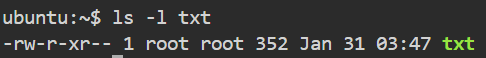 ubuntu:~$ ls -l txt
-rw-r-xr-- 1 root root 352 Jan 31 03:47 txt